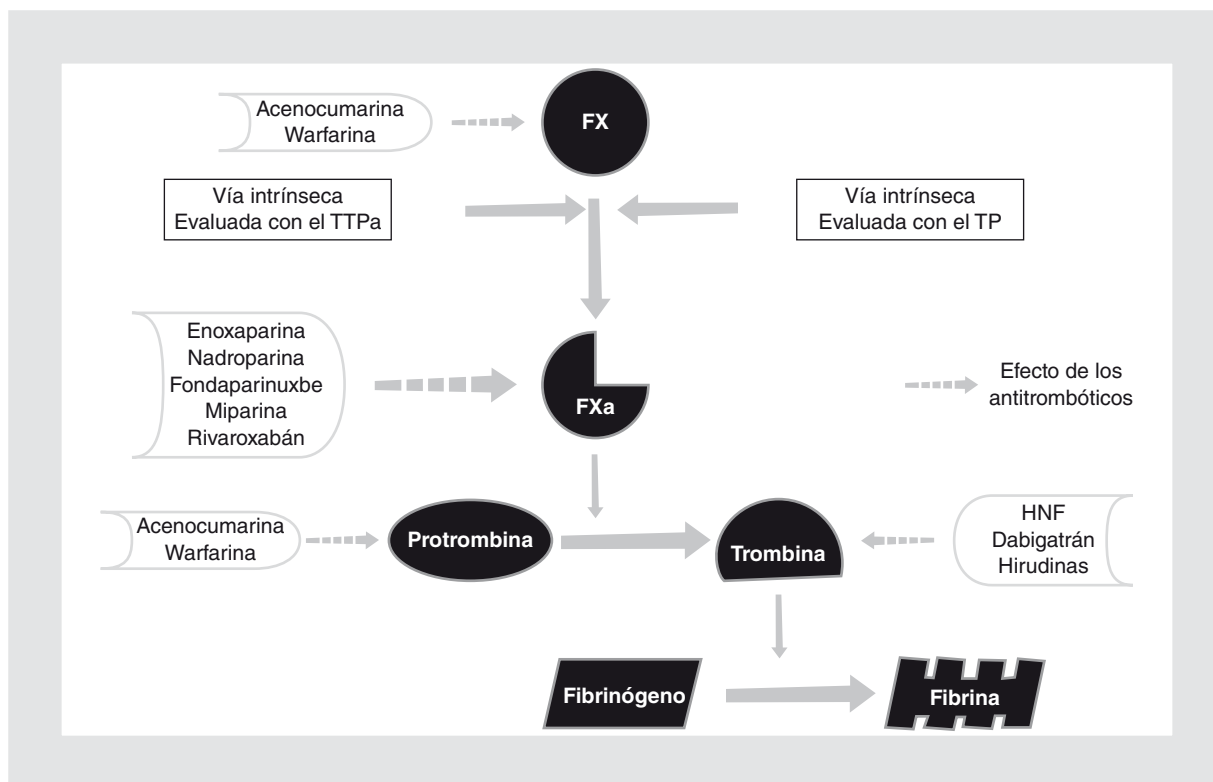 Acenocumarina
Warfarina
FX
Vía intrínseca
Evaluada con el TTPa
Vía intrínseca
Evaluada con el TP
Enoxaparina
Nadroparina
Fondaparinuxbe
Miparina
Rivaroxabán
FXa
Efecto de los
antitrombóticos
Acenocumarina
Warfarina
Protrombina
Trombina
HNF
Dabigatrán
Hirudinas
Fibrinógeno
Fibrina